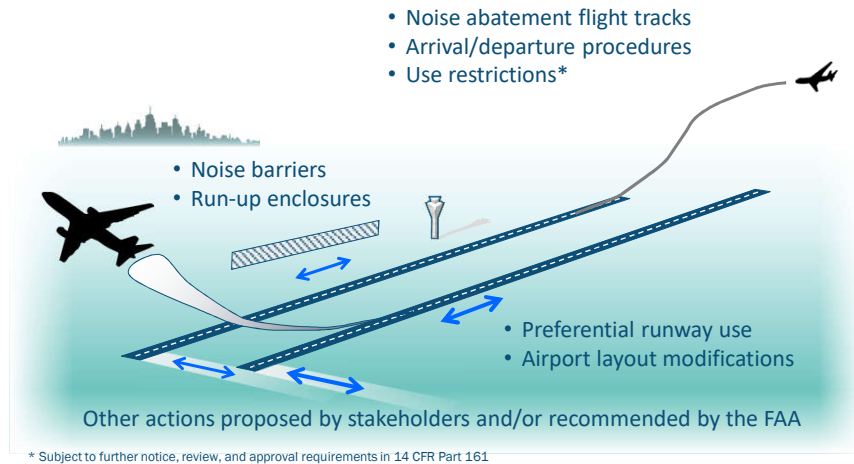 • Noise abatement flight tracks
• Arrival/departure procedures
• Use restrictions*
• Noise barriers
• Run-up enclosures
• Preferential runway use
• Airport layout modifications
Other actions proposed by stakeholders and/or recommended by the FAA
* Subject to further notice, review, and approval requirements in 14 CFR Part 161